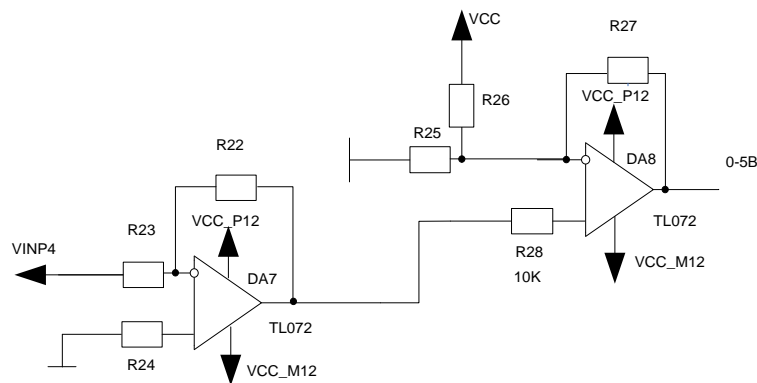 VCC
R27
R26
VCC_P12
R25
DA8
0-5В
R22
TL072
R23
VCC_P12
VINP4
R28
10K
VCC_M12
DA7
TL072
R24
VCC_M12